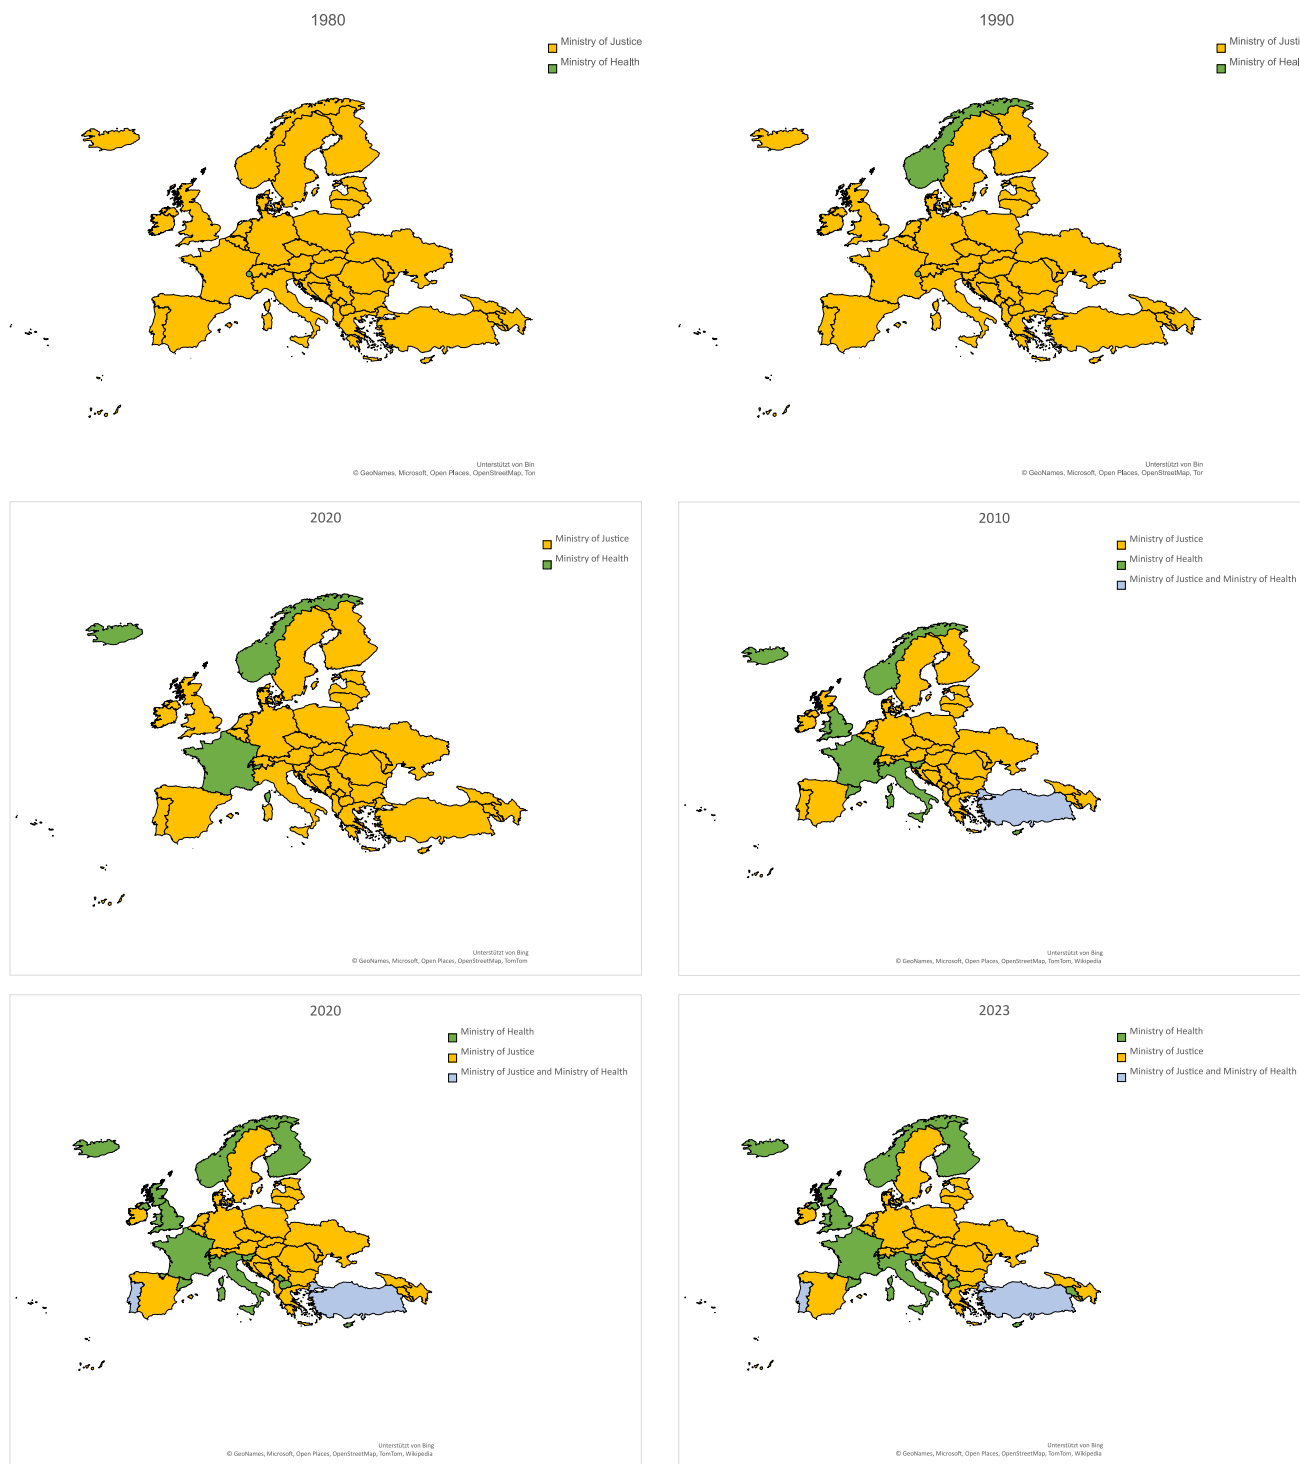 1980
Ministry of Justice
Ministry of Health
Unterstützt von Bin
© GeoNames, Microsoft, Open Places, OpenStreetMap, Ton
1990
Ministry of Justi
Ministry of Heal
Unterstützt von Bin
© GeoNames, Microsoft, Open Places, OpenStreetMap, Tor
2020
Ministry of Justice
Ministry of Health
Unterstützt von Bing
© GeoNames, Microsoft, Open Places, OpenStreetMap, TomTom
2010
Ministry of Justice
Ministry of Health
Ministry of Justice and Ministry of Health
Unterstützt von Bing
© GeoNames, Microsoft, Open Places, OpenStreetMap, TomTom, Wikipedia
2020
Ministry of Health
Ministry of Justice
Ministry of Justice and Ministry of Health
Unterstützt von Bing
© GeoNames, Microsoft, Open Places, OpenStreetMap, TomTom, Wikipedia
2023
Ministry of Health
Ministry of Justice
Ministry of Justice and Ministry of Health
Unterstützt von Bing
© GeoNames, Microsoft, Open Places, OpenStreetMap, TomTom, Wikipedia